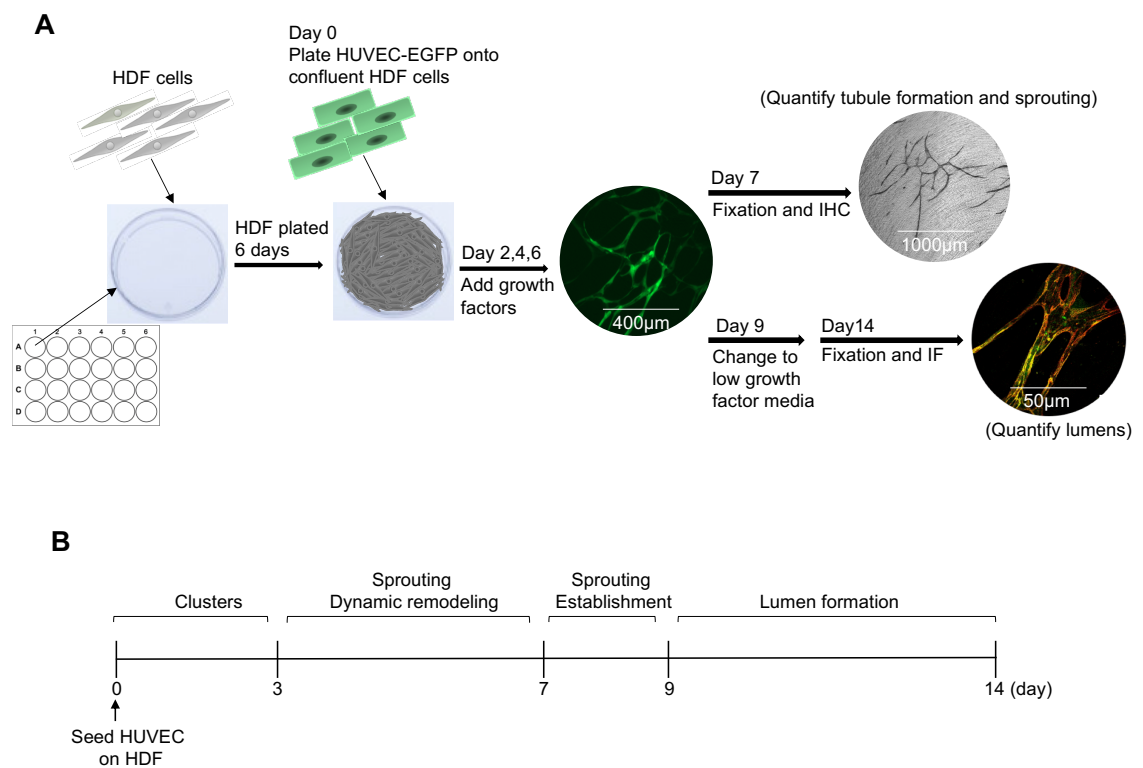 A
HDF cells
Day 0
Plate HUVEC-EGFP onto
confluent HDF cells
HDF plated
6 days
Day 2,4,6
Add growth
factors
400µm
Day 7
Fixation and IHC
(Quantify tubule formation and sprouting)
1000µm
Day 9
Change to
low growth
factor media
Day14
Fixation and IF
50µm
(Quantify lumens)
1 2 3 4 5 6
A
B
C
D
B
Clusters
Sprouting
Dynamic remodeling
Sprouting
Establishment
Lumen formation
0 3 7 9 14 (day)
Seed HUVEC
on HDF